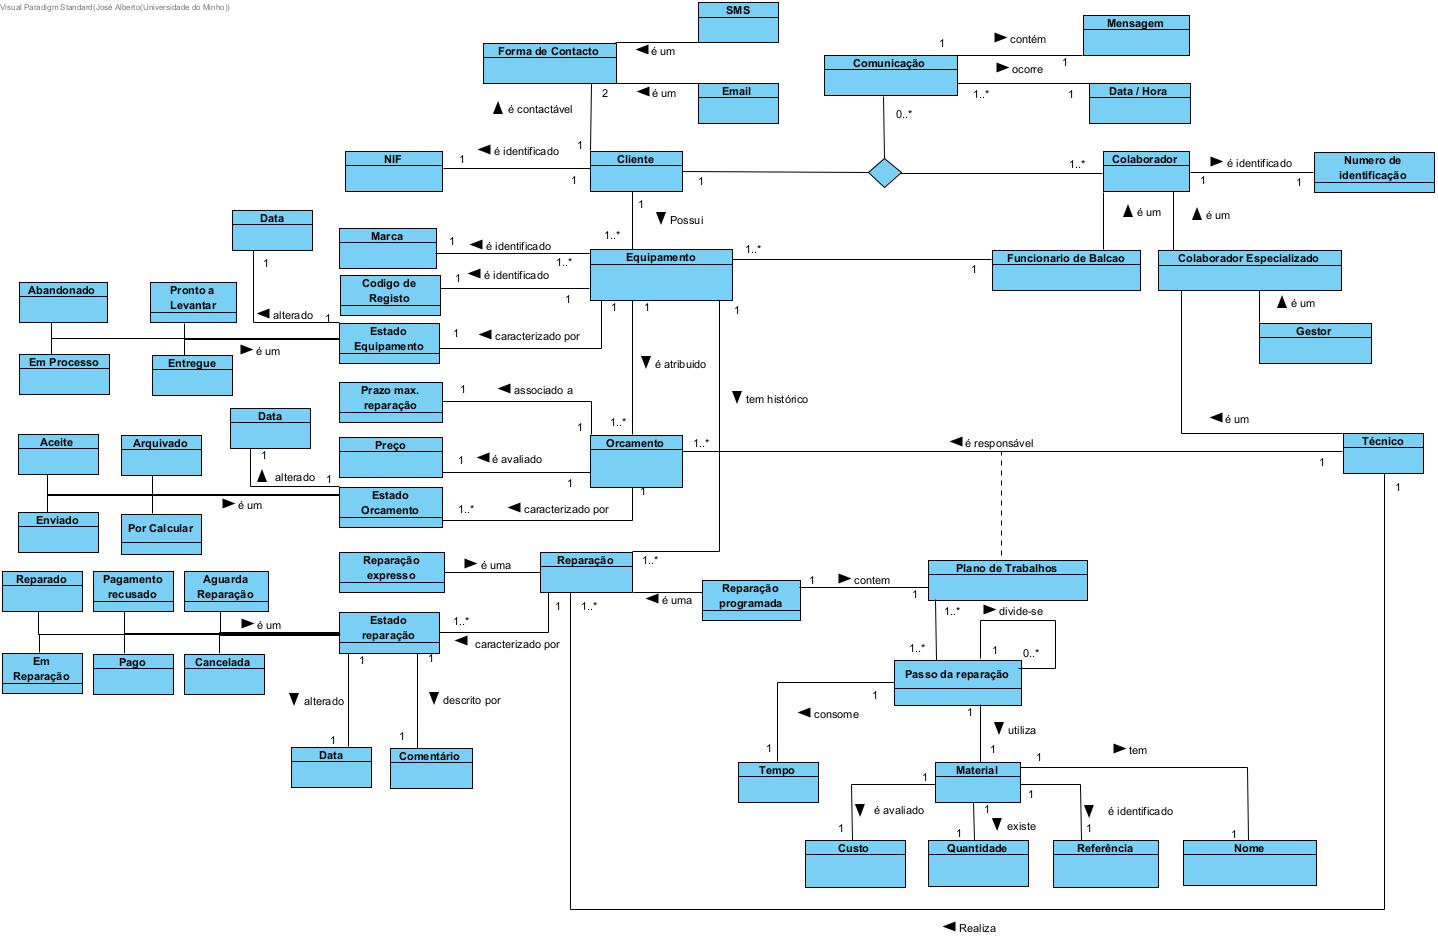 Visual Paradigm Standard(José Alberto(Universidade do Minho))
SMS
Forma de Contacto
é um
Email
é um
2
é contactável
1
Mensagem
1
contém
1
Comunicação
ocorre
1..*
1
Data / Hora
0..*
NIF
1
é identificado
1
Cliente
1
1..*
Colaborador
1
é identificado
1
Numero de
identificação
1
Possui
1..*
é um
é um
Data
1
Marca
1
é identificado
1..*
Equipamento
1..*
1
Funcionario de Balcao
Colaborador Especializado
é um
Gestor
Codigo de
Registo
1
é identificado
1
Abandonado
Pronto a
Levantar
alterado
1
Estado
Equipamento
1
caracterizado por
1
1
1
é um
Em Processo
Entregue
é atribuido
tem histórico
Prazo max.
reparação
1
associado a
1
1..*
é um
Data
1
Preço
1
é avaliado
1
Orcamento
1..*
é responsável
1
Técnico
1
Aceite
Arquivado
alterado
1
Estado
Orcamento
1..*
caracterizado por
1
é um
Enviado
Por Calcular
Reparação
expresso
é uma
Reparação
1..*
1
1..*
é uma
Reparação
programada
1
contem
1
Plano de Trabalhos
1..*
divide-se
1..*
1
0..*
Passo da reparação
Reparado
Pagamento
recusado
Aguarda
Reparação
é um
Estado
reparação
1..*
caracterizado por
Em
Reparação
Pago
Cancelada
1
alterado
1
Data
1
descrito por
1
Comentário
1
consome
1
Tempo
1
utiliza
1
Material
1
tem
1
Nome
1
é avaliado
1
Custo
1
existe
1
Quantidade
1
é identificado
1
Referência
Realiza